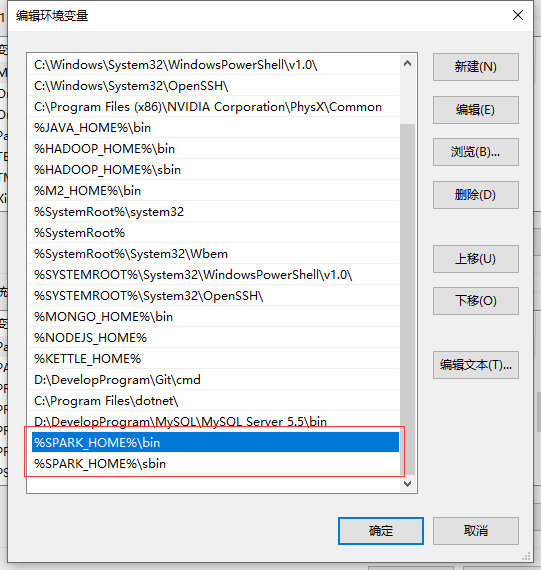 编辑环境变量
C:\Windows\System32\WindowsPowerShell\v1.0\
C:\Windows\System32\OpenSSH\
C:\Program Files (x86)\NVIDIA Corporation\PhysX\Common
%JAVA_HOME%\bin
%HADOOP_HOME%\bin
%HADOOP_HOME%\sbin
%M2_HOME%\bin
%SystemRoot%\system32
%SystemRoot%
%SystemRoot%\System32\Wbem
%SYSTEMROOT%\System32\WindowsPowerShell\v1.0\
%SYSTEMROOT%\System32\OpenSSH\
%MONGO_HOME%\bin
%NODEJS_HOME%
%KETTLE_HOME%
D:\DevelopProgram\Git\cmd
C:\Program Files\dotnet\
D:\DevelopProgram\MySQL\MySQL Server 5.5\bin
%SPARK_HOME%\bin
%SPARK_HOME%\sbin
新建(N)
编辑(E)
浏览(B)...
删除(D)
上移(U)
下移(O)
编辑文本(T)...
确定
取消